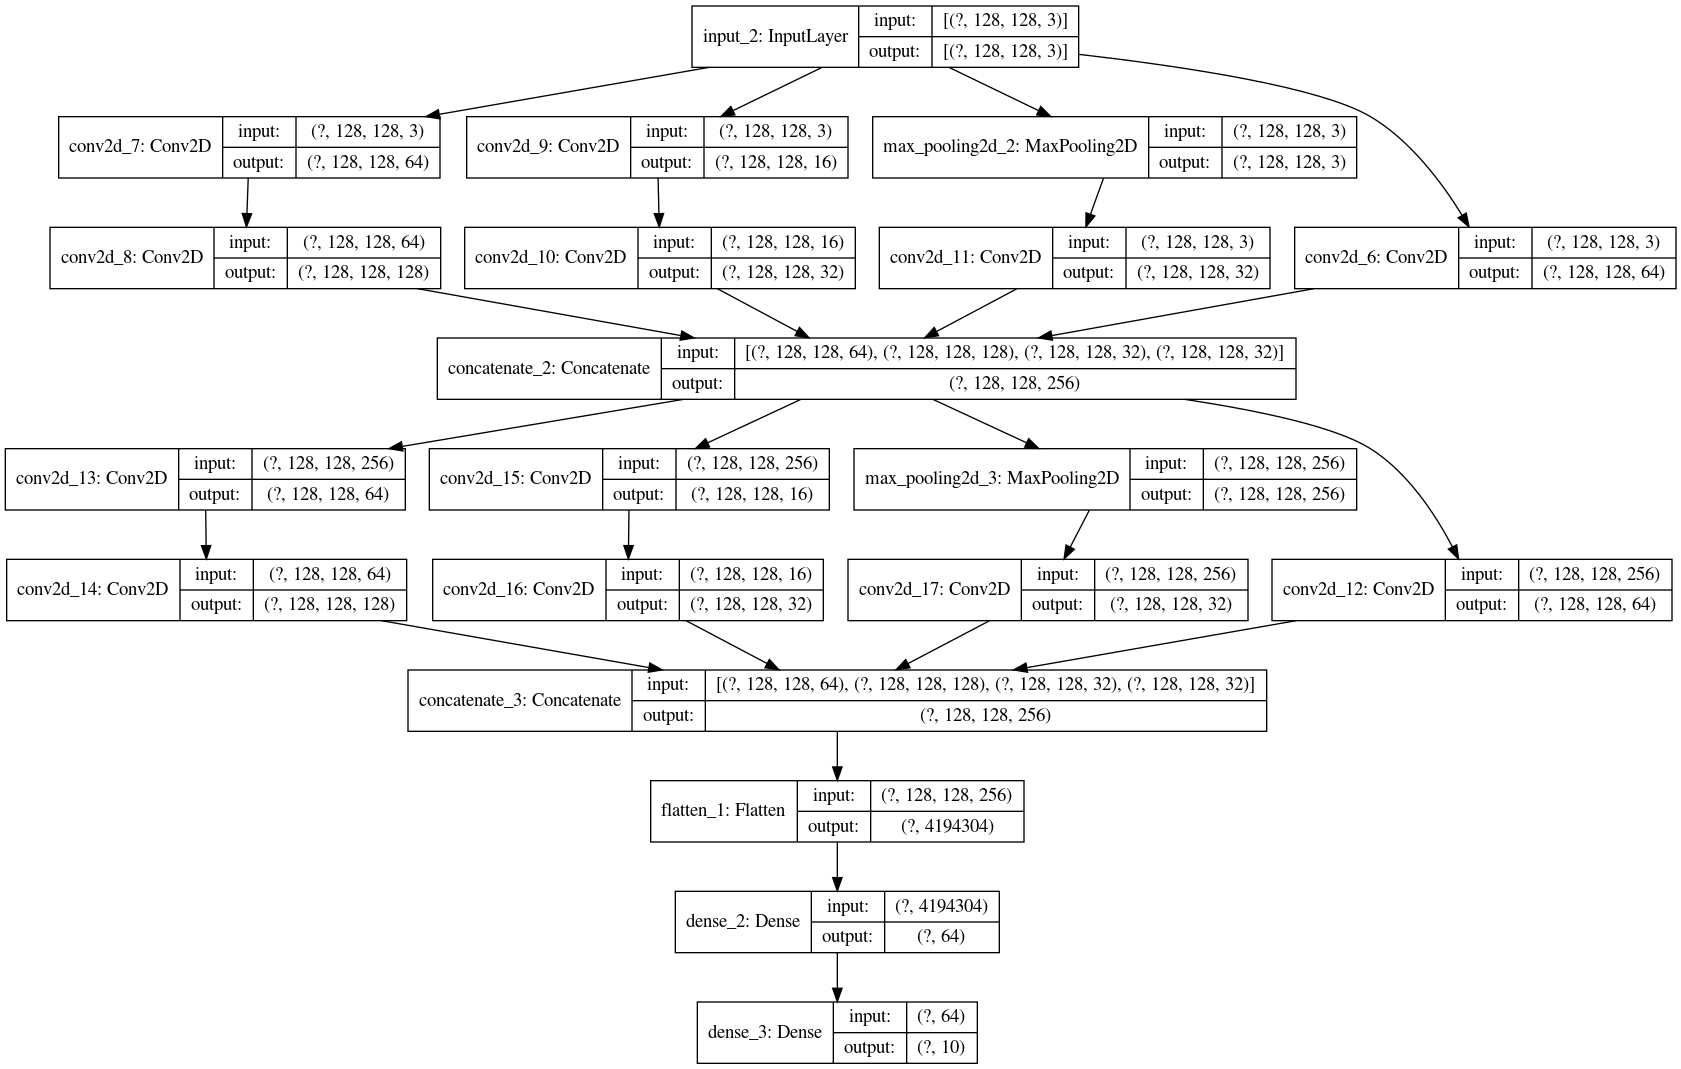 input_2: InputLayer
input: [(?, 128, 128, 3)]
output: [(?, 128, 128, 3)]
conv2d_7: Conv2D
input: (?, 128, 128, 3)
output: (?, 128, 128, 64)
conv2d_9: Conv2D
input: (?, 128, 128, 3)
output: (?, 128, 128, 16)
max_pooling2d_2: MaxPooling2D
input: (?, 128, 128, 3)
output: (?, 128, 128, 3)
conv2d_8: Conv2D
input: (?, 128, 128, 64)
output: (?, 128, 128, 128)
conv2d_10: Conv2D
input: (?, 128, 128, 16)
output: (?, 128, 128, 32)
conv2d_11: Conv2D
input: (?, 128, 128, 3)
output: (?, 128, 128, 32)
conv2d_6: Conv2D
input: (?, 128, 128, 3)
output: (?, 128, 128, 64)
concatenate_2: Concatenate
input: [(?, 128, 128, 64), (?, 128, 128, 128), (?, 128, 128, 32), (?, 128, 128, 32)]
output: (?, 128, 128, 256)
conv2d_13: Conv2D
input: (?, 128, 128, 256)
output: (?, 128, 128, 64)
conv2d_15: Conv2D
input: (?, 128, 128, 256)
output: (?, 128, 128, 16)
max_pooling2d_3: MaxPooling2D
input: (?, 128, 128, 256)
output: (?, 128, 128, 256)
conv2d_14: Conv2D
input: (?, 128, 128, 64)
output: (?, 128, 128, 128)
conv2d_16: Conv2D
input: (?, 128, 128, 16)
output: (?, 128, 128, 32)
conv2d_17: Conv2D
input: (?, 128, 128, 256)
output: (?, 128, 128, 32)
conv2d_12: Conv2D
input: (?, 128, 128, 256)
output: (?, 128, 128, 64)
concatenate_3: Concatenate
input: [(?, 128, 128, 64), (?, 128, 128, 128), (?, 128, 128, 32), (?, 128, 128, 32)]
output: (?, 128, 128, 256)
flatten_1: Flatten
input: (?, 128, 128, 256)
output: (?, 4194304)
dense_2: Dense
input: (?, 4194304)
output: (?, 64)
dense_3: Dense
input: (?, 64)
output: (?, 10)